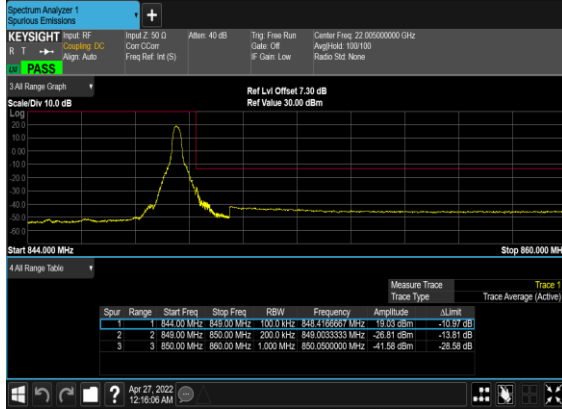 Spectrum Analyzer 1
Spurious Emissions
KEYSIGHT Input: RF Input Z: 50 Ω Atten: 40 dB Trig: Free Run Center Freq: 22.005000000 GHz
R T Coupling: DC Corr CCorr Gate: Off Avg|Hold: 100/100
Align: Auto Freq Ref: Int (S) IF Gain: Low Radio Std: None
PASS
3 All Range Graph
Ref Lvl Offset 7.30 dB
Scale/Div 10.0 dB Ref Value 30.00 dBm
Log
20.0
10.0
0.00
-10.0
-20.0
-30.0
-40.0
-50.0
-60.0
Start 844.000 MHz Stop 860.000 MH
4 All Range Table
Measure Trace Trace 1
Trace Type Trace Average (Active)
Spur Range Start Freq Stop Freq RBW Frequency Amplitude ΔLimit
1 1 844.00 MHz 849.00 MHz 100.0 kHz 848.4166667 MHz 19.03 dBm -10.97 dB
2 2 849.00 MHz 850.00 MHz 200.0 kHz 849.0033333 MHz -26.81 dBm -13.81 dB
3 3 850.00 MHz 860.00 MHz 1.000 MHz 850.0500000 MHz -41.58 dBm -28.58 dB
Apr 27, 2022
12:16:06 AM